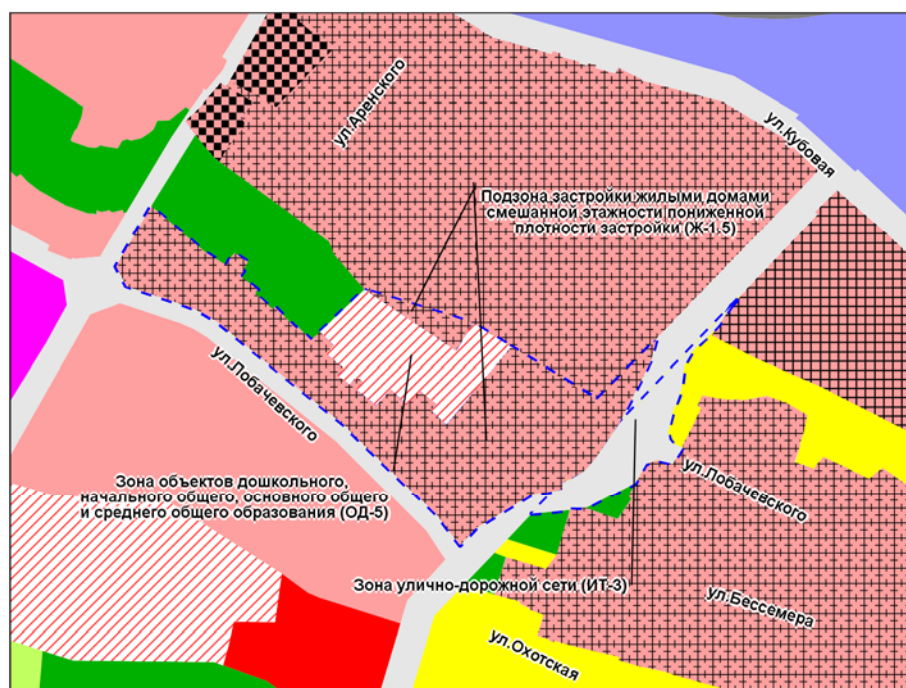 ул.Аренского
ул.Кубовая
Подзона застройки жилыми домами
смешанной этажности пониженной
плотности застройки (Ж-1.5)
ул.Лобачевского
Зона объектов дошкольного,
начального общего, основного общего
и среднего общего образования (ОД-5)
ул.Лобачевского
Зона улично-дорожной сети (ИТ-3)
ул.Бессемера
ул.Охотская